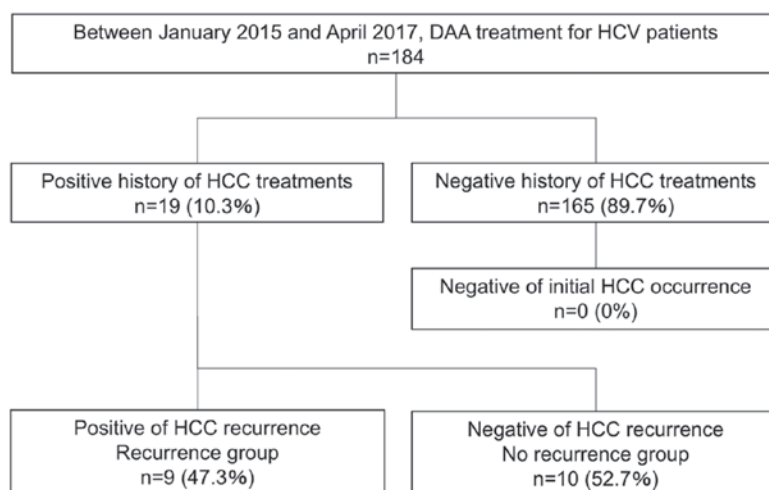 Between January 2015 and April 2017, DAA treatment for HCV patients
n=184
Positive history of HCC treatments
n=19 (10.3%)
Negative history of HCC treatments
n=165 (89.7%)
Negative of initial HCC occurrence
n=0 (0%)
Positive of HCC recurrence
Recurrence group
n=9 (47.3%)
Negative of HCC recurrence
No recurrence group
n=10 (52.7%)